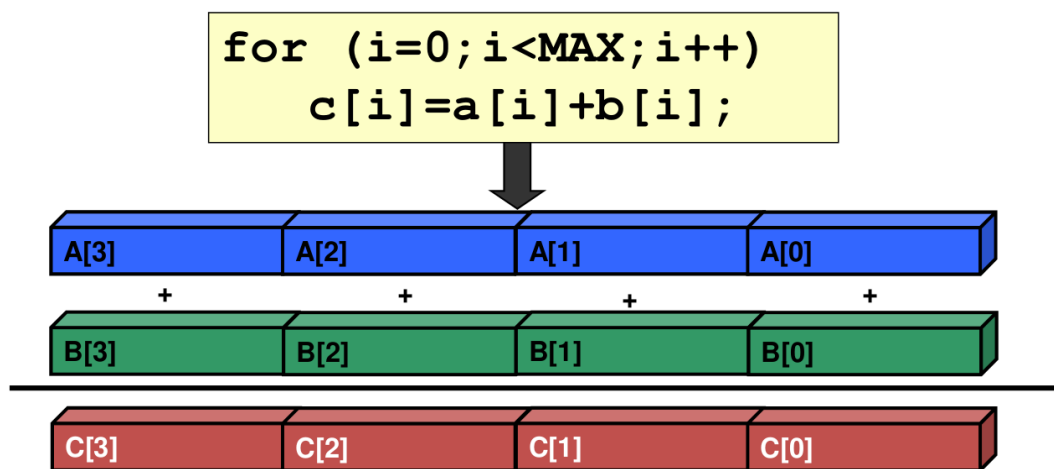 for (i=0;i<MAX;i++)
c[i]=a[i]+b[i];
A[3] A[2] A[1] A[0]
+ + + +
B[3] B[2] B[1] B[0]
C[3] C[2] C[1] C[0]